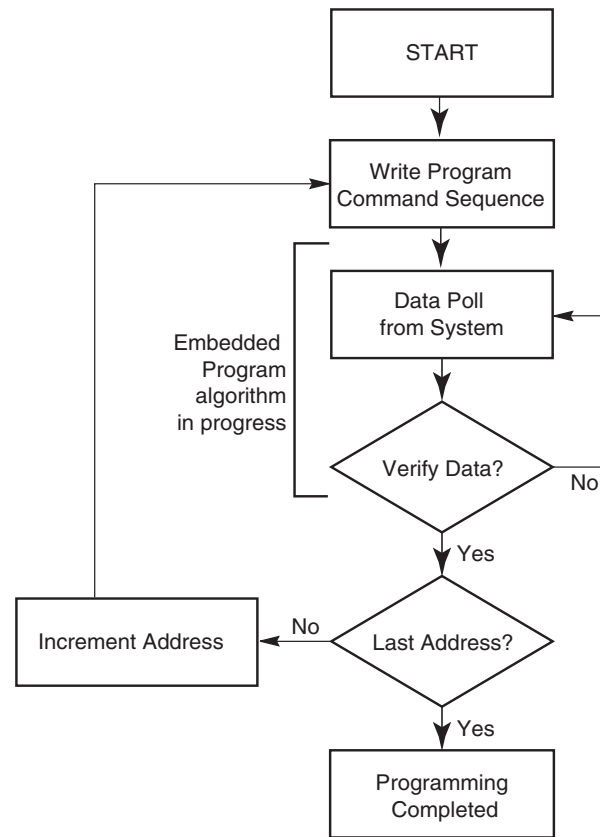 START
Write Program
Command Sequence
Data Poll
from System
Embedded
Program
algorithm
in progress
Verify Data?
No
Yes
Last Address?
No
Increment Address
Yes
Programming
Completed